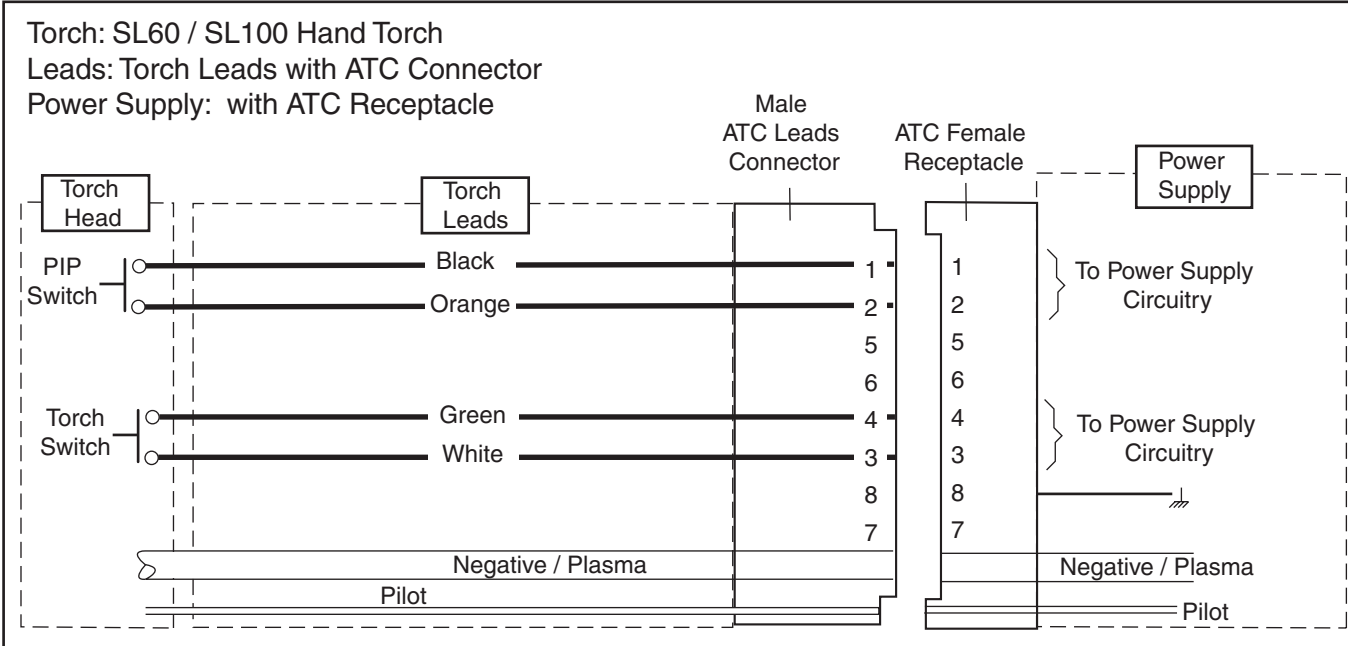 Torch: SL60 / SL100 Hand Torch
Leads: Torch Leads with ATC Connector
Power Supply: with ATC Receptacle
Male
ATC Leads
Connector
ATC Female
Receptacle
Power
Supply
Torch
Head
Torch
Leads
PIP
Switch
Black
Orange
1
2
5
6
4
3
8
7
1
2
5
6
4
3
8
7
To Power Supply
Circuitry
Torch
Switch
Green
White
To Power Supply
Circuitry
Negative / Plasma
Pilot
Negative / Plasma
Pilot